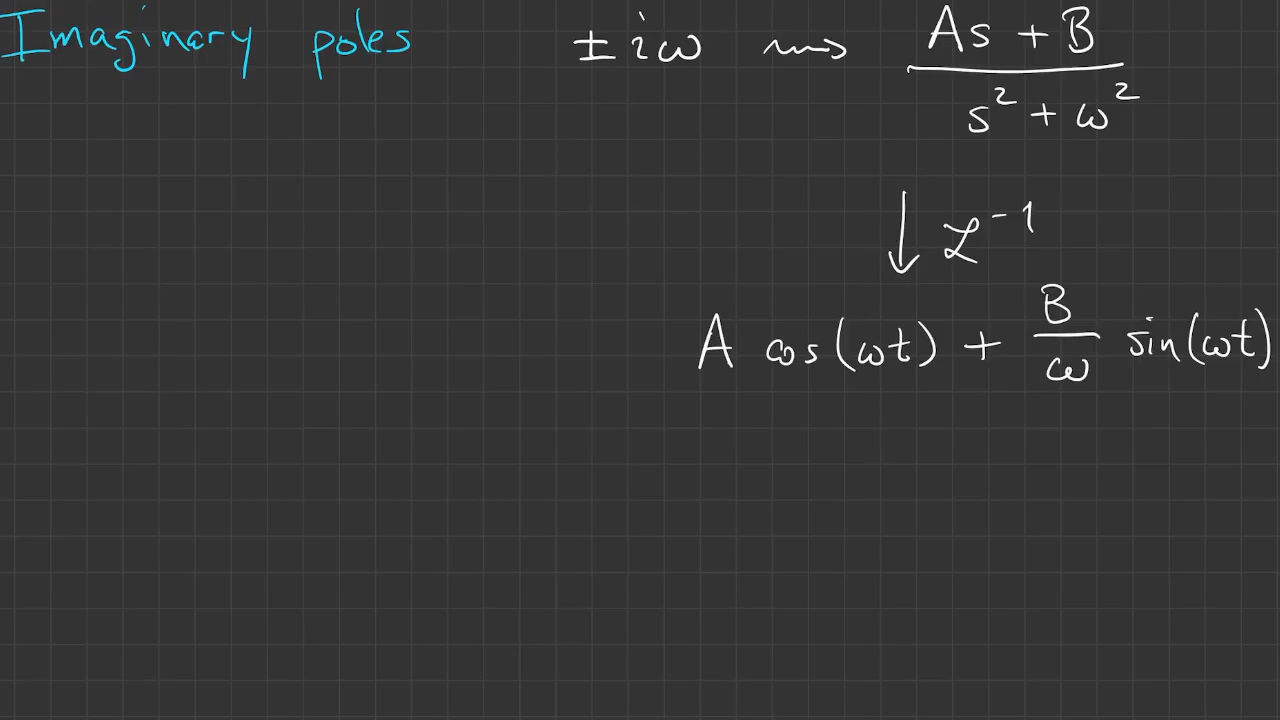 Imaginary poles ± iω ⇝ As + B / s² + ω²
↓ ℒ⁻¹
A cos(ωt) + B/ω sin(ωt)